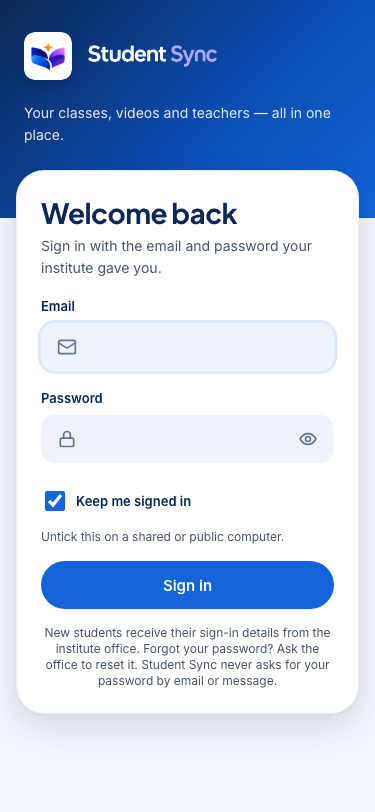 Student Sync
Your classes, videos and teachers — all in one
place.
Welcome back
Sign in with the email and password your
institute gave you.
Email
Password
Keep me signed in
Untick this on a shared or public computer.
Sign in
New students receive their sign-in details from the
institute office. Forgot your password? Ask the
office to reset it. Student Sync never asks for your
password by email or message.